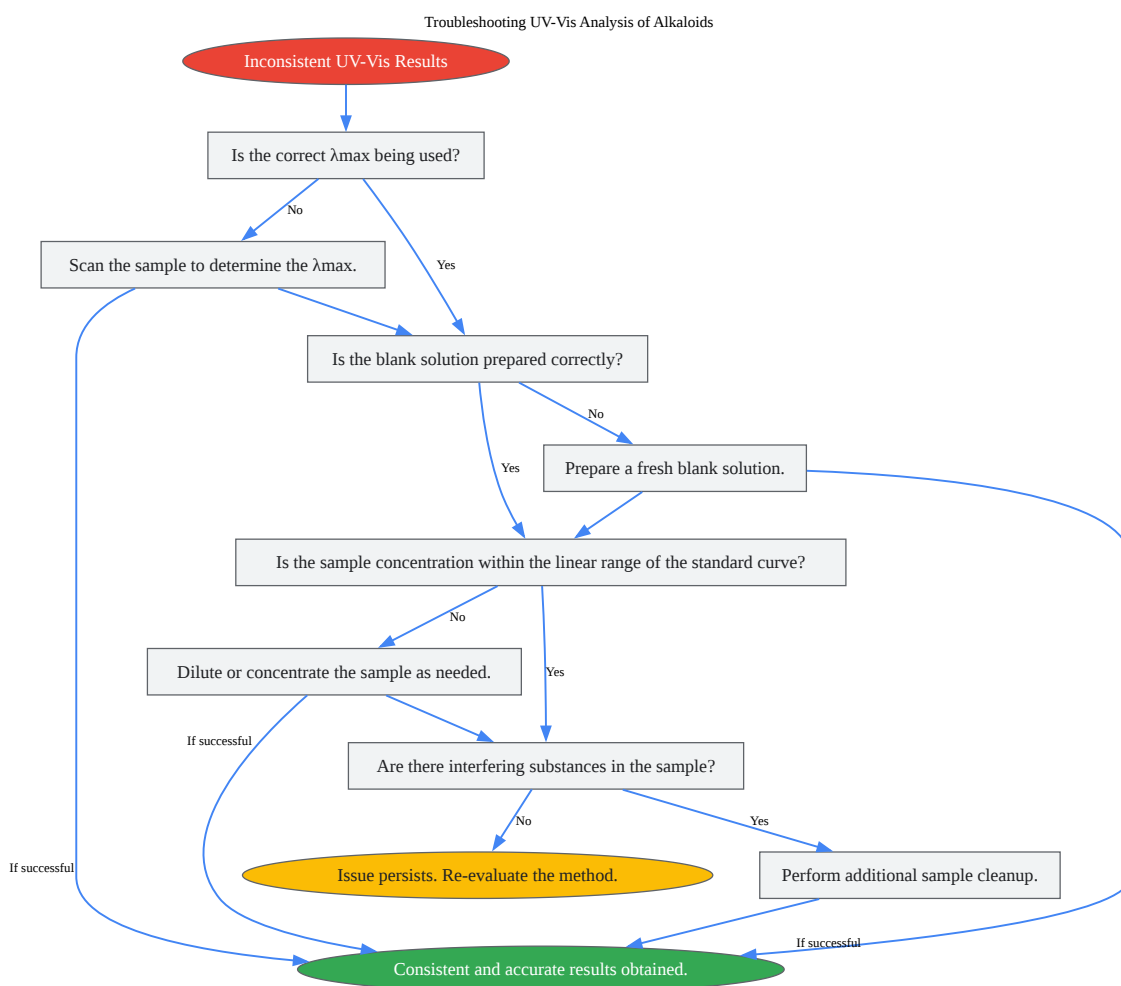 Troubleshooting UV-Vis Analysis of Alkaloids
Inconsistent UV-Vis Results
Is the correct λmax being used?
No
Yes
Scan the sample to determine the λmax.
Is the blank solution prepared correctly?
No
Yes
Prepare a fresh blank solution.
Is the sample concentration within the linear range of the standard curve?
No
Yes
Dilute or concentrate the sample as needed.
If successful
Are there interfering substances in the sample?
No
Yes
If successful
Issue persists. Re-evaluate the method.
Perform additional sample cleanup.
If successful
Consistent and accurate results obtained.